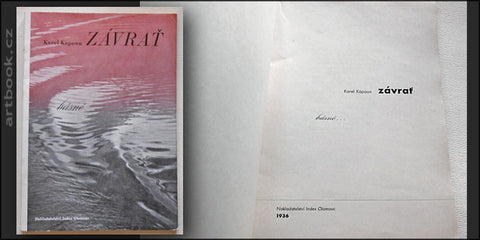 artbook.cz
Karel Kapoun ZÁVRAŤ
básně
Nakladatelství Index Olomouc
Karel Kapoun závrať
básně...
Nakladatelství Index Olomouc
1936